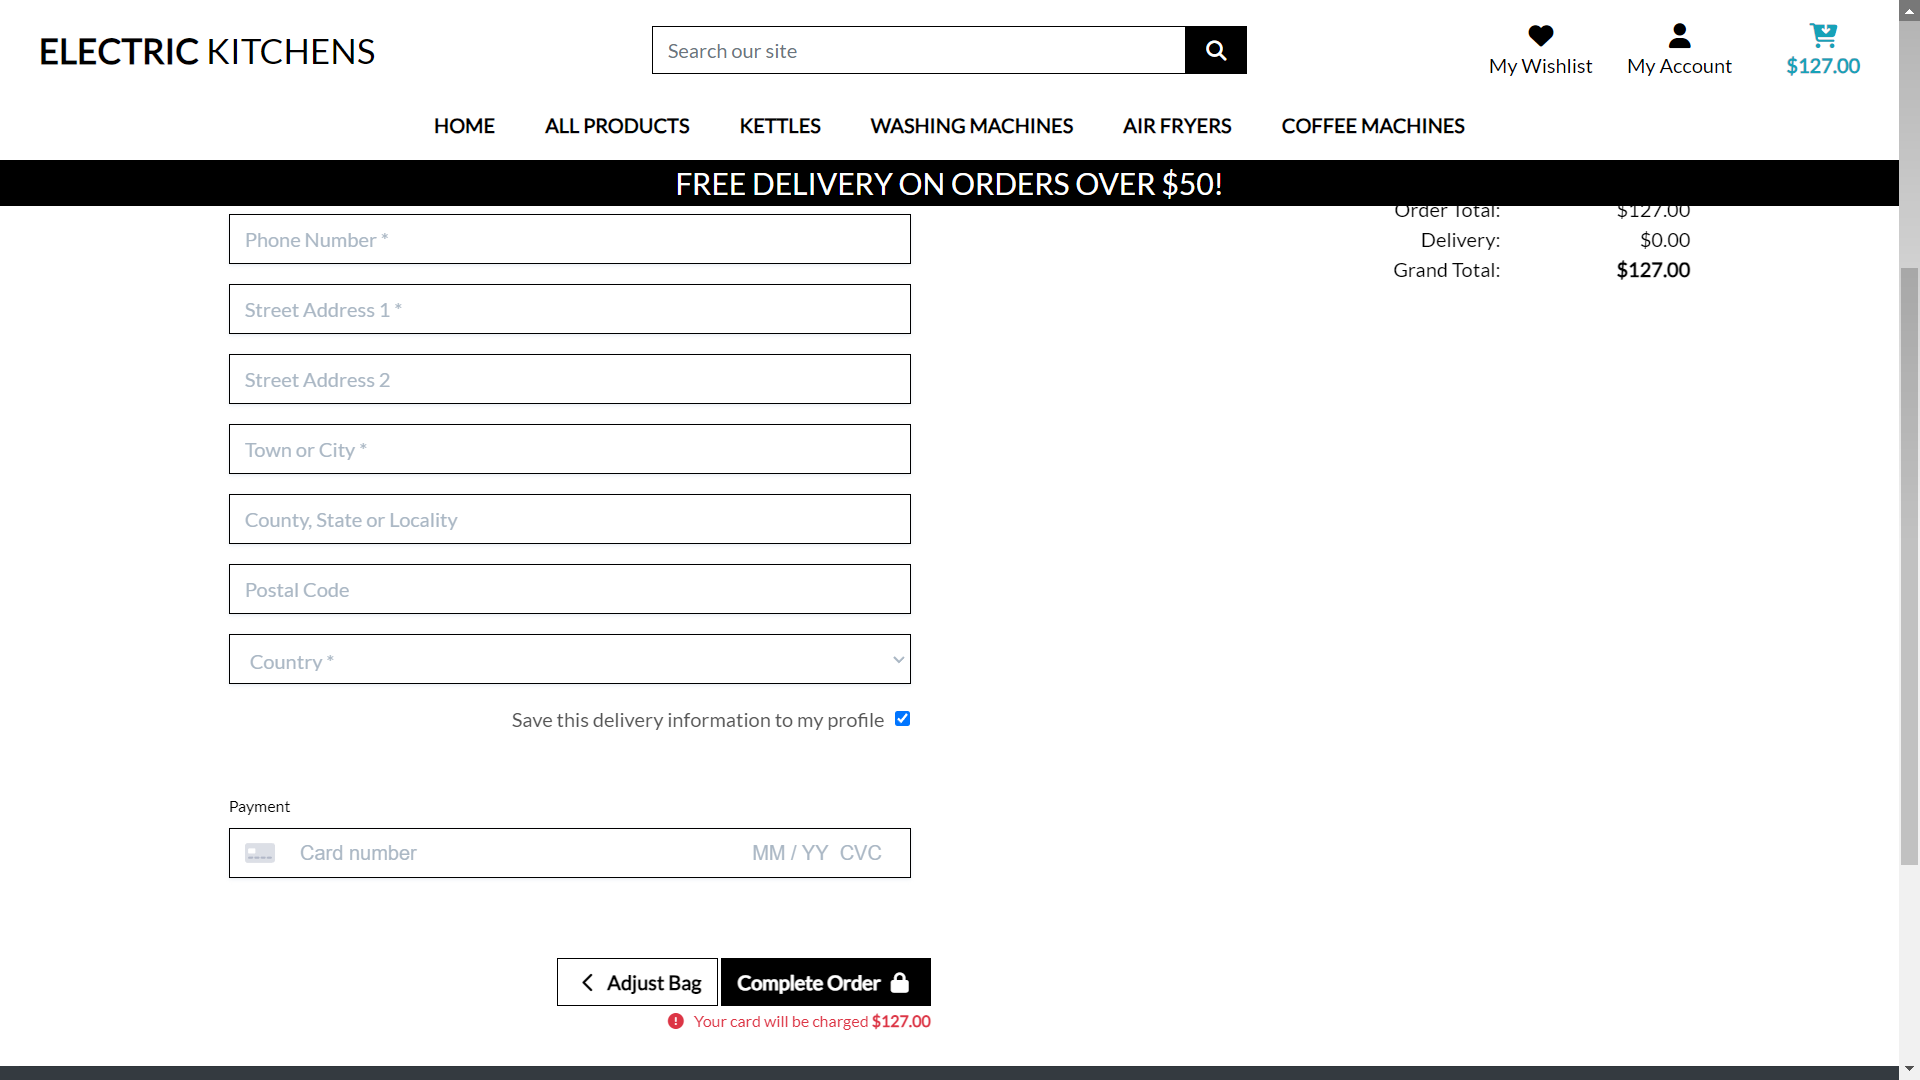 ELECTRIC KITCHENS
Search our site
My Wishlist
My Account
$127.00
HOME
ALL PRODUCTS
KETTLES
WASHING MACHINES
AIR FRYERS
COFFEE MACHINES
FREE DELIVERY ON ORDERS OVER $50!
Phone Number *
Street Address 1 *
Street Address 2
Town or City *
County, State or Locality
Postal Code
Country *
Save this delivery information to my profile
Payment
Card number MM / YY CVC
Adjust Bag
Complete Order
Your card will be charged $127.00
Order Total: $127.00
Delivery: $0.00
Grand Total: $127.00